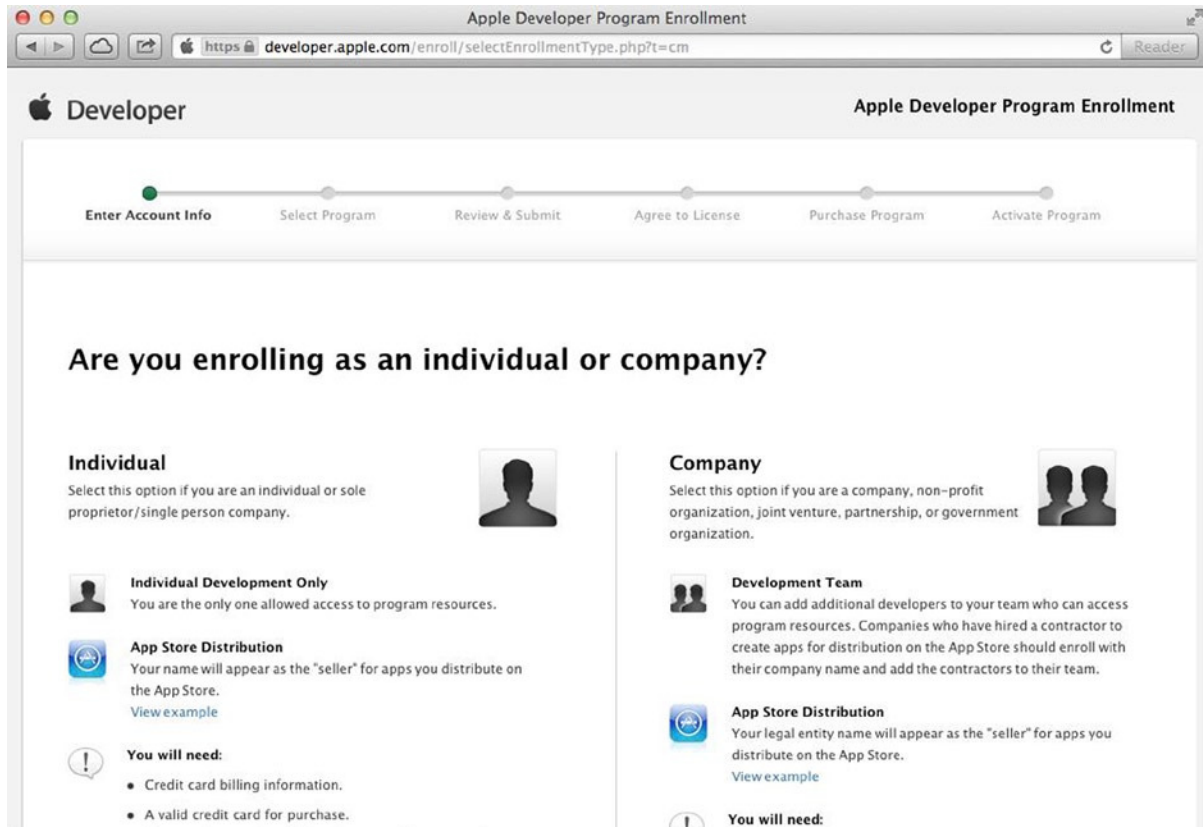 Apple Developer Program Enrollment
https developer.apple.com/enroll/selectEnrollmentType.php?t=cm
Reader
Developer
Apple Developer Program Enrollment
Enter Account Info
Select Program
Review & Submit
Agree to License
Purchase Program
Activate Program
Are you enrolling as an individual or company?
Individual
Select this option if you are an individual or sole
proprietor/single person company.
Individual Development Only
You are the only one allowed access to program resources.
App Store Distribution
Your name will appear as the "seller" for apps you distribute on
the App Store.
View example
You will need:
• Credit card billing information.
• A valid credit card for purchase.
Company
Select this option if you are a company, non-profit
organization, joint venture, partnership, or government
organization.
Development Team
You can add additional developers to your team who can access
program resources. Companies who have hired a contractor to
create apps for distribution on the App Store should enroll with
their company name and add the contractors to their team.
App Store Distribution
Your legal entity name will appear as the "seller" for apps you
distribute on the App Store.
View example
You will need: